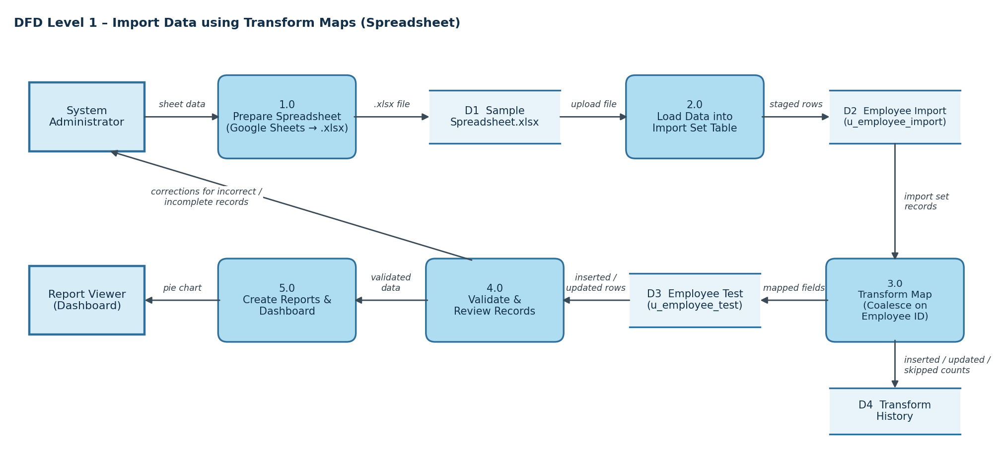 DFD Level 1 – Import Data using Transform Maps (Spreadsheet)
System
Administrator
sheet data
1.0
Prepare Spreadsheet
(Google Sheets → .xlsx)
.xlsx file
D1  Sample
Spreadsheet.xlsx
upload file
2.0
Load Data into
Import Set Table
staged rows
D2  Employee Import
(u_employee_import)
corrections for incorrect /
incomplete records
import set
records
Report Viewer
(Dashboard)
pie chart
5.0
Create Reports &
Dashboard
validated
data
4.0
Validate &
Review Records
inserted /
updated rows
D3  Employee Test
(u_employee_test)
mapped fields
3.0
Transform Map
(Coalesce on
Employee ID)
inserted / updated /
skipped counts
D4  Transform
History